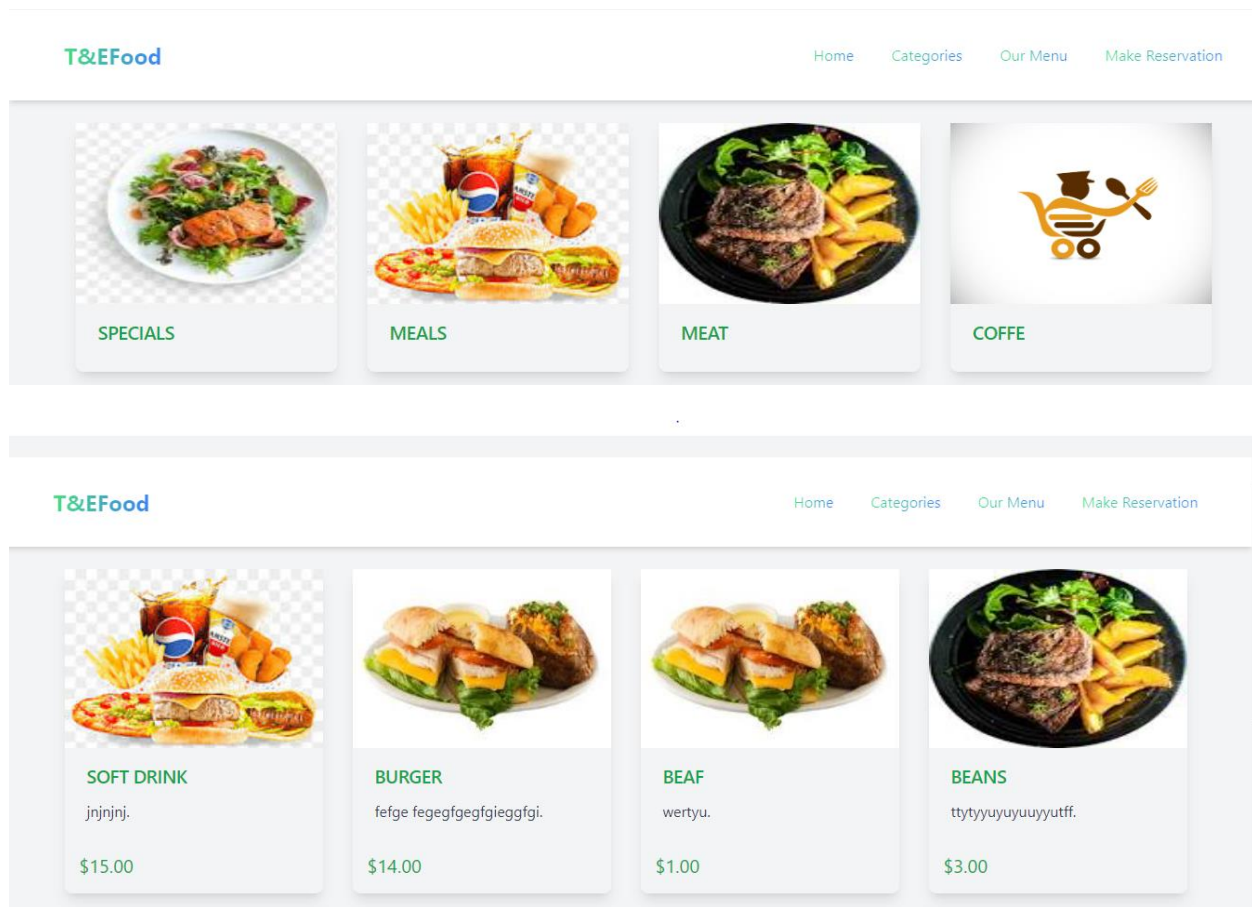 T&EFood
Home Categories Our Menu Make Reservation
SPECIALS MEALS MEAT COFFE
.
T&EFood
Home Categories Our Menu Make Reservation
SOFT DRINK BURGER BEAF BEANS
jnjnjnj. fefge fegegfgegfgieggfgi. wertyu. ttytyyuyuyuuyyutff.
$15.00 $14.00 $1.00 $3.00